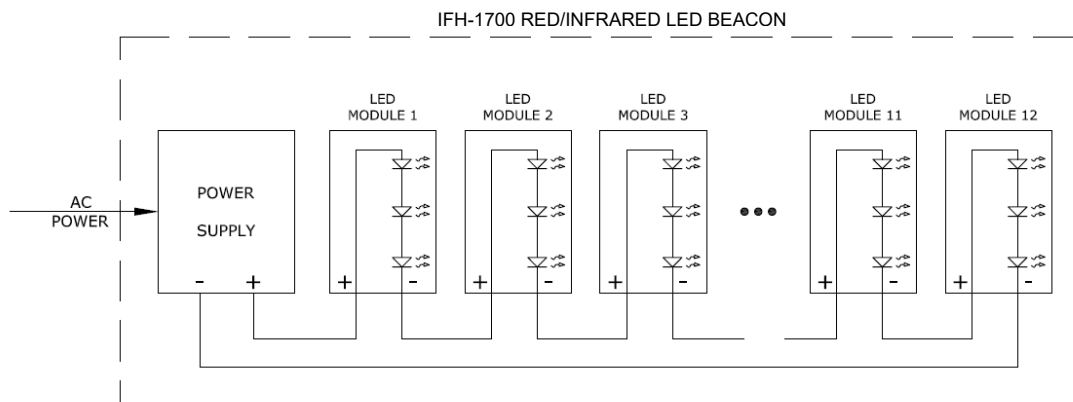 IFH-1700 RED/INFRARED LED BEACON
LED
MODULE 1
LED
MODULE 2
LED
MODULE 3
LED
MODULE 11
LED
MODULE 12
AC
POWER
POWER
SUPPLY
- +
+ -
+ -
+ -
+ -
+ -